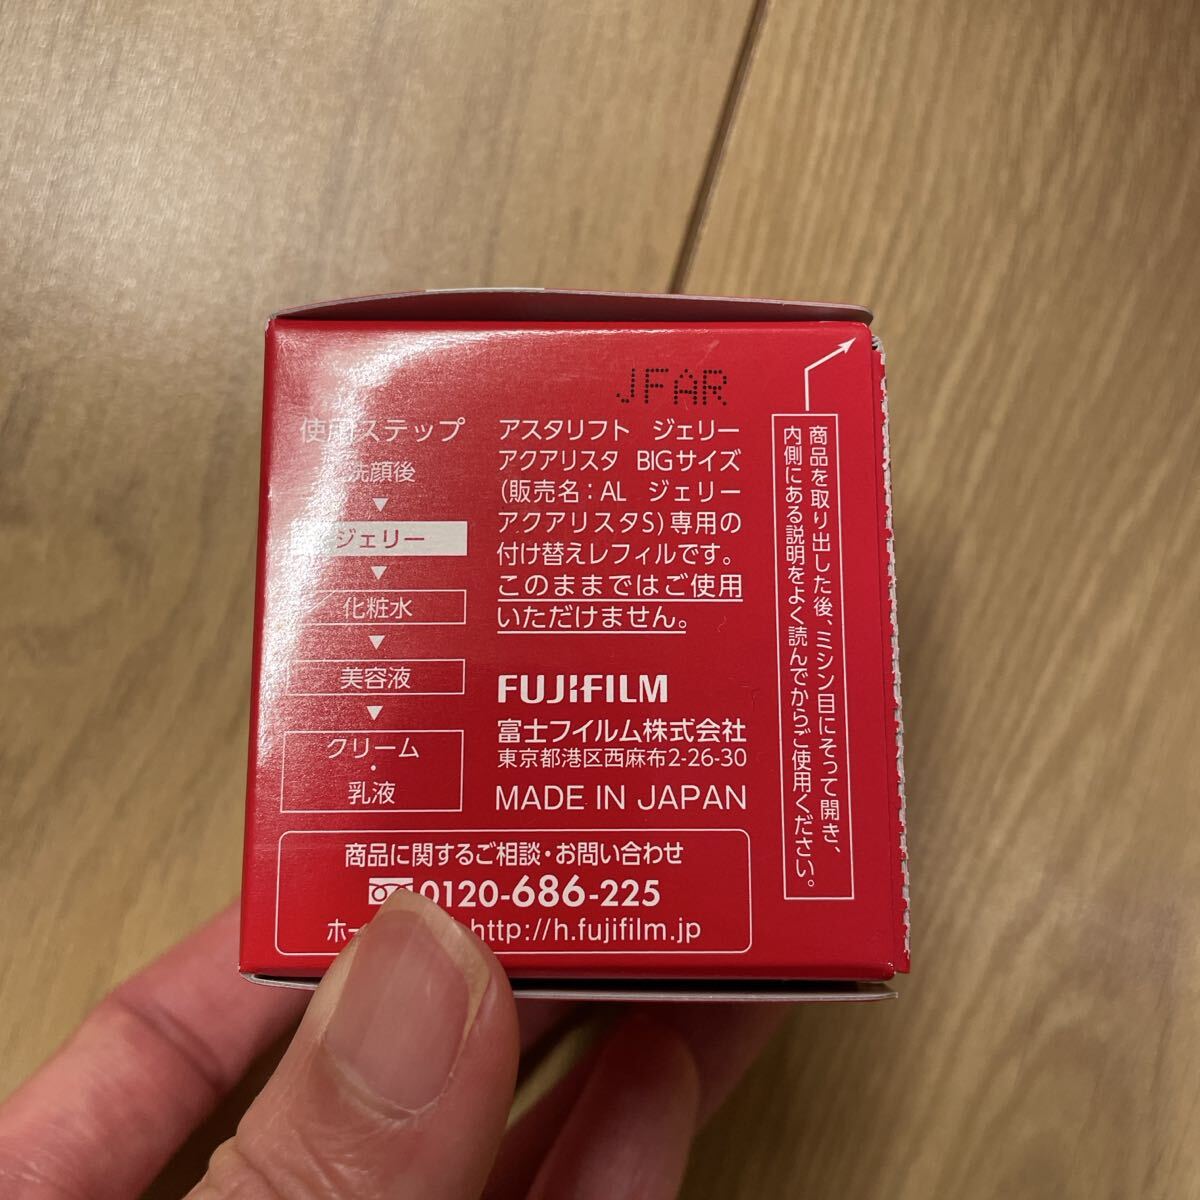 JFAR
使用ステップ
洗顔後
▼
ジェリー
▼
化粧水
▼
美容液
▼
クリーム
・
乳液
アスタリフト ジェリー
アクアリスタ BIGサイズ
(販売名:AL ジェリー
アクアリスタS)専用の
付け替えレフィルです。
このままではご使用
いただけません。
FUJIFILM
富士フイルム株式会社
東京都港区西麻布2-26-30
MADE IN JAPAN
商品を取り出した後、ミシン目にそって開き、
内側にある説明をよく読んでからご使用ください。
商品に関するご相談・お問い合わせ
0120-686-225
http://h.fujifilm.jp